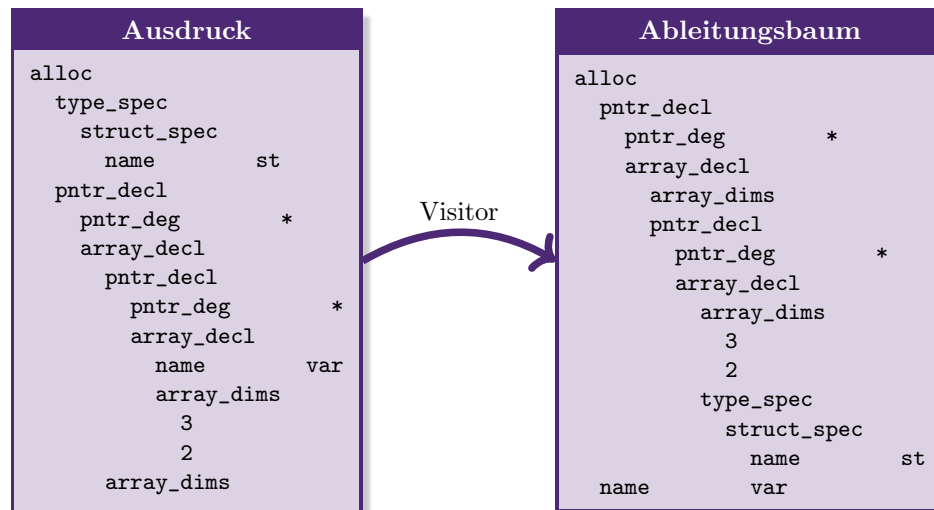 Ausdruck
alloc
  type_spec
    struct_spec
      name        st
  pntr_decl
    pntr_deg        *
    array_decl
      pntr_decl
        pntr_deg        *
        array_decl
          name        var
          array_dims
            3
            2
      array_dims
Visitor
Ableitungsbaum
alloc
  pntr_decl
    pntr_deg        *
    array_decl
      array_dims
      pntr_decl
        pntr_deg        *
        array_decl
          array_dims
            3
            2
          type_spec
            struct_spec
              name        st
  name        var